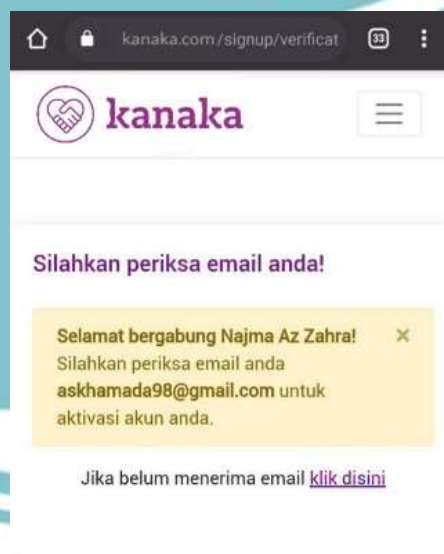 kanaka.com/signup/verificat
33
kanaka
Silahkan periksa email anda!
Selamat bergabung Najma Az Zahra! ×
Silahkan periksa email anda
askhamada98@gmail.com untuk
aktivasi akun anda.
Jika belum menerima email klik disini